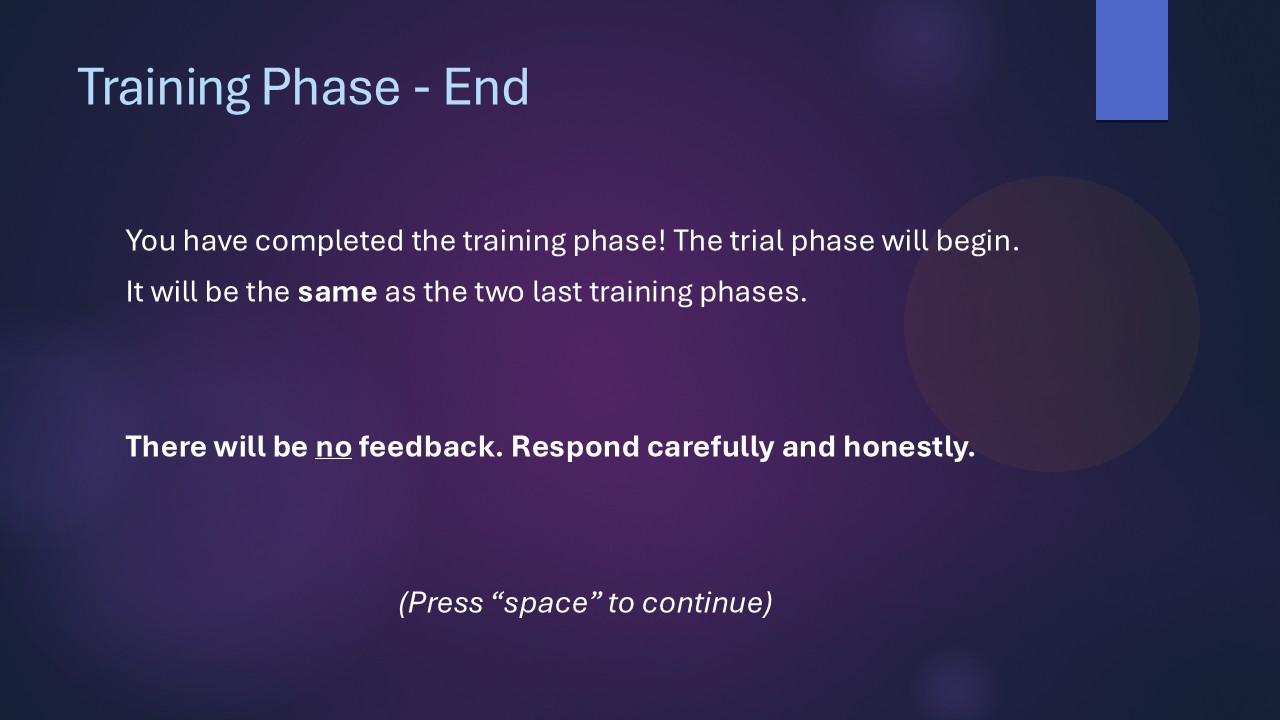 Training Phase - End
You have completed the training phase! The trial phase will begin.
It will be the same as the two last training phases.
There will be no feedback. Respond carefully and honestly.
(Press “space” to continue)